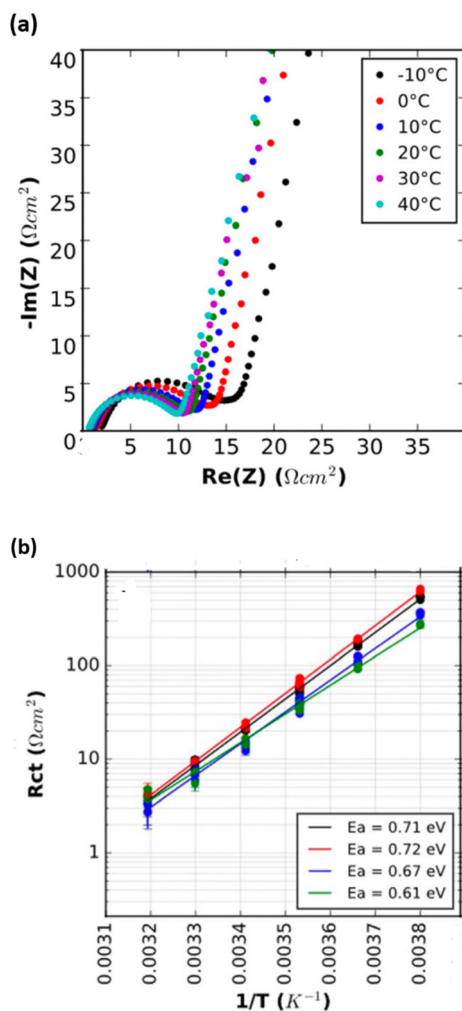 (a)
40
35
30
25
20
15
10
5
0
-Im(Z) (Ωcm²)
-10°C
0°C
10°C
20°C
30°C
40°C
5 10 15 20 25 30 35
Re(Z) (Ωcm²)
(b)
1000
100
10
1
Rct (Ωcm²)
Ea = 0.71 eV
Ea = 0.72 eV
Ea = 0.67 eV
Ea = 0.61 eV
0.0031 0.0032 0.0033 0.0034 0.0035 0.0036 0.0037 0.0038
1/T (K⁻¹)